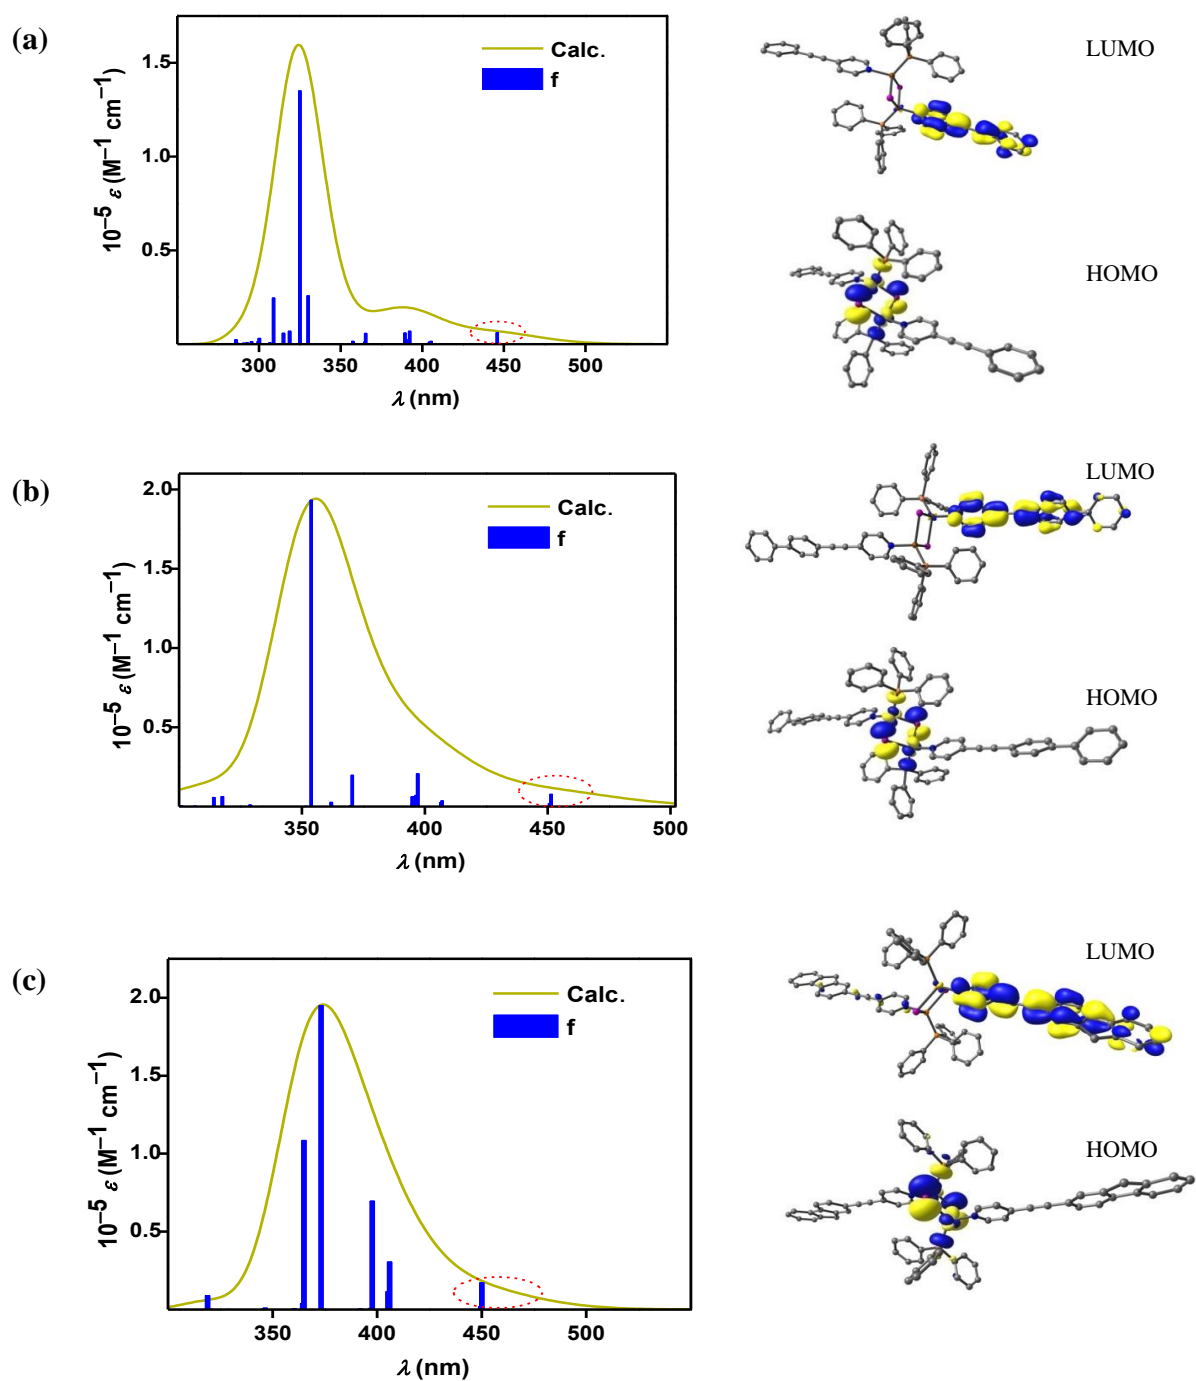 (a)
Calc.
f
1.5
1.0
0.5
10⁻⁵ ε (M⁻¹ cm⁻¹)
300 350 400 450 500
λ (nm)
LUMO
HOMO
(b)
Calc.
f
2.0
1.5
1.0
0.5
10⁻⁵ ε (M⁻¹ cm⁻¹)
350 400 450 500
λ (nm)
LUMO
HOMO
(c)
Calc.
f
2.0
1.5
1.0
0.5
10⁻⁵ ε (M⁻¹ cm⁻¹)
350 400 450 500
λ (nm)
LUMO
HOMO